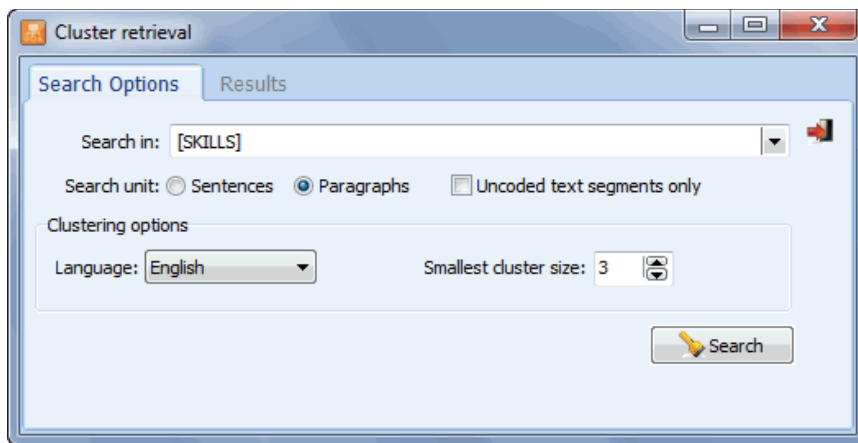 Cluster retrieval
Search Options Results
Search in: [SKILLS]
Search unit: Sentences Paragraphs Uncoded text segments only
Clustering options
Language: English Smallest cluster size: 3
Search